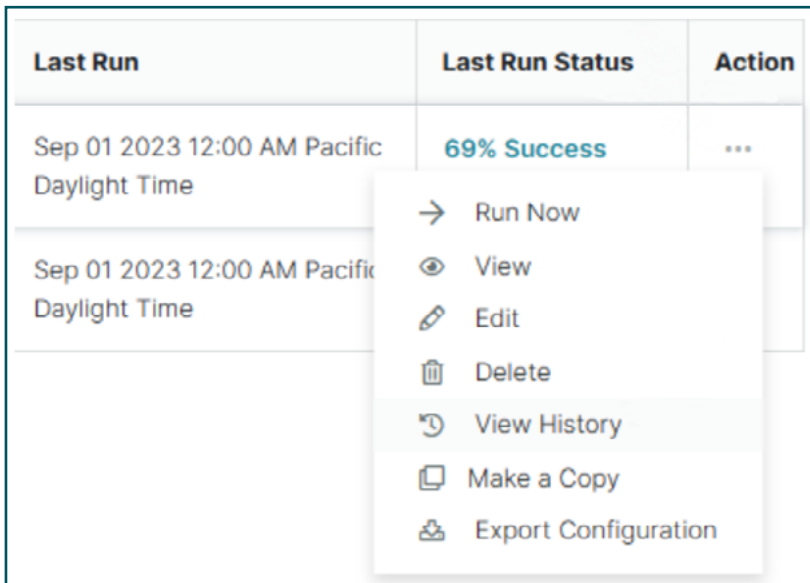 Last Run Last Run Status Action
Sep 01 2023 12:00 AM Pacific 69% Success ...
Daylight Time
Run Now
View
Sep 01 2023 12:00 AM Pacific
Daylight Time
Edit
Delete
View History
Make a Copy
Export Configuration